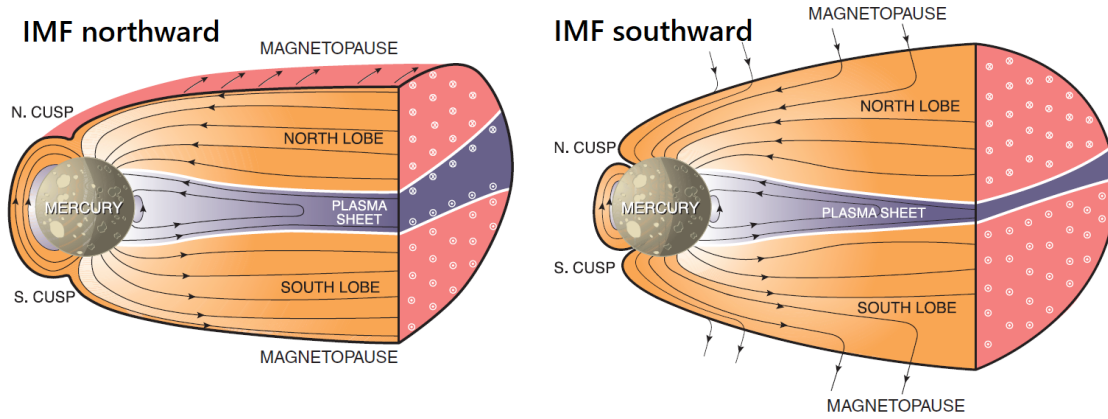 IMF northward
MAGNETOPAUSE
N. CUSP
NORTH LOBE
MERCURY
PLASMA
SHEET
SOUTH LOBE
S. CUSP
MAGNETOPAUSE
IMF southward
MAGNETOPAUSE
NORTH LOBE
N. CUSP
MERCURY
PLASMA SHEET
S. CUSP
SOUTH LOBE
MAGNETOPAUSE